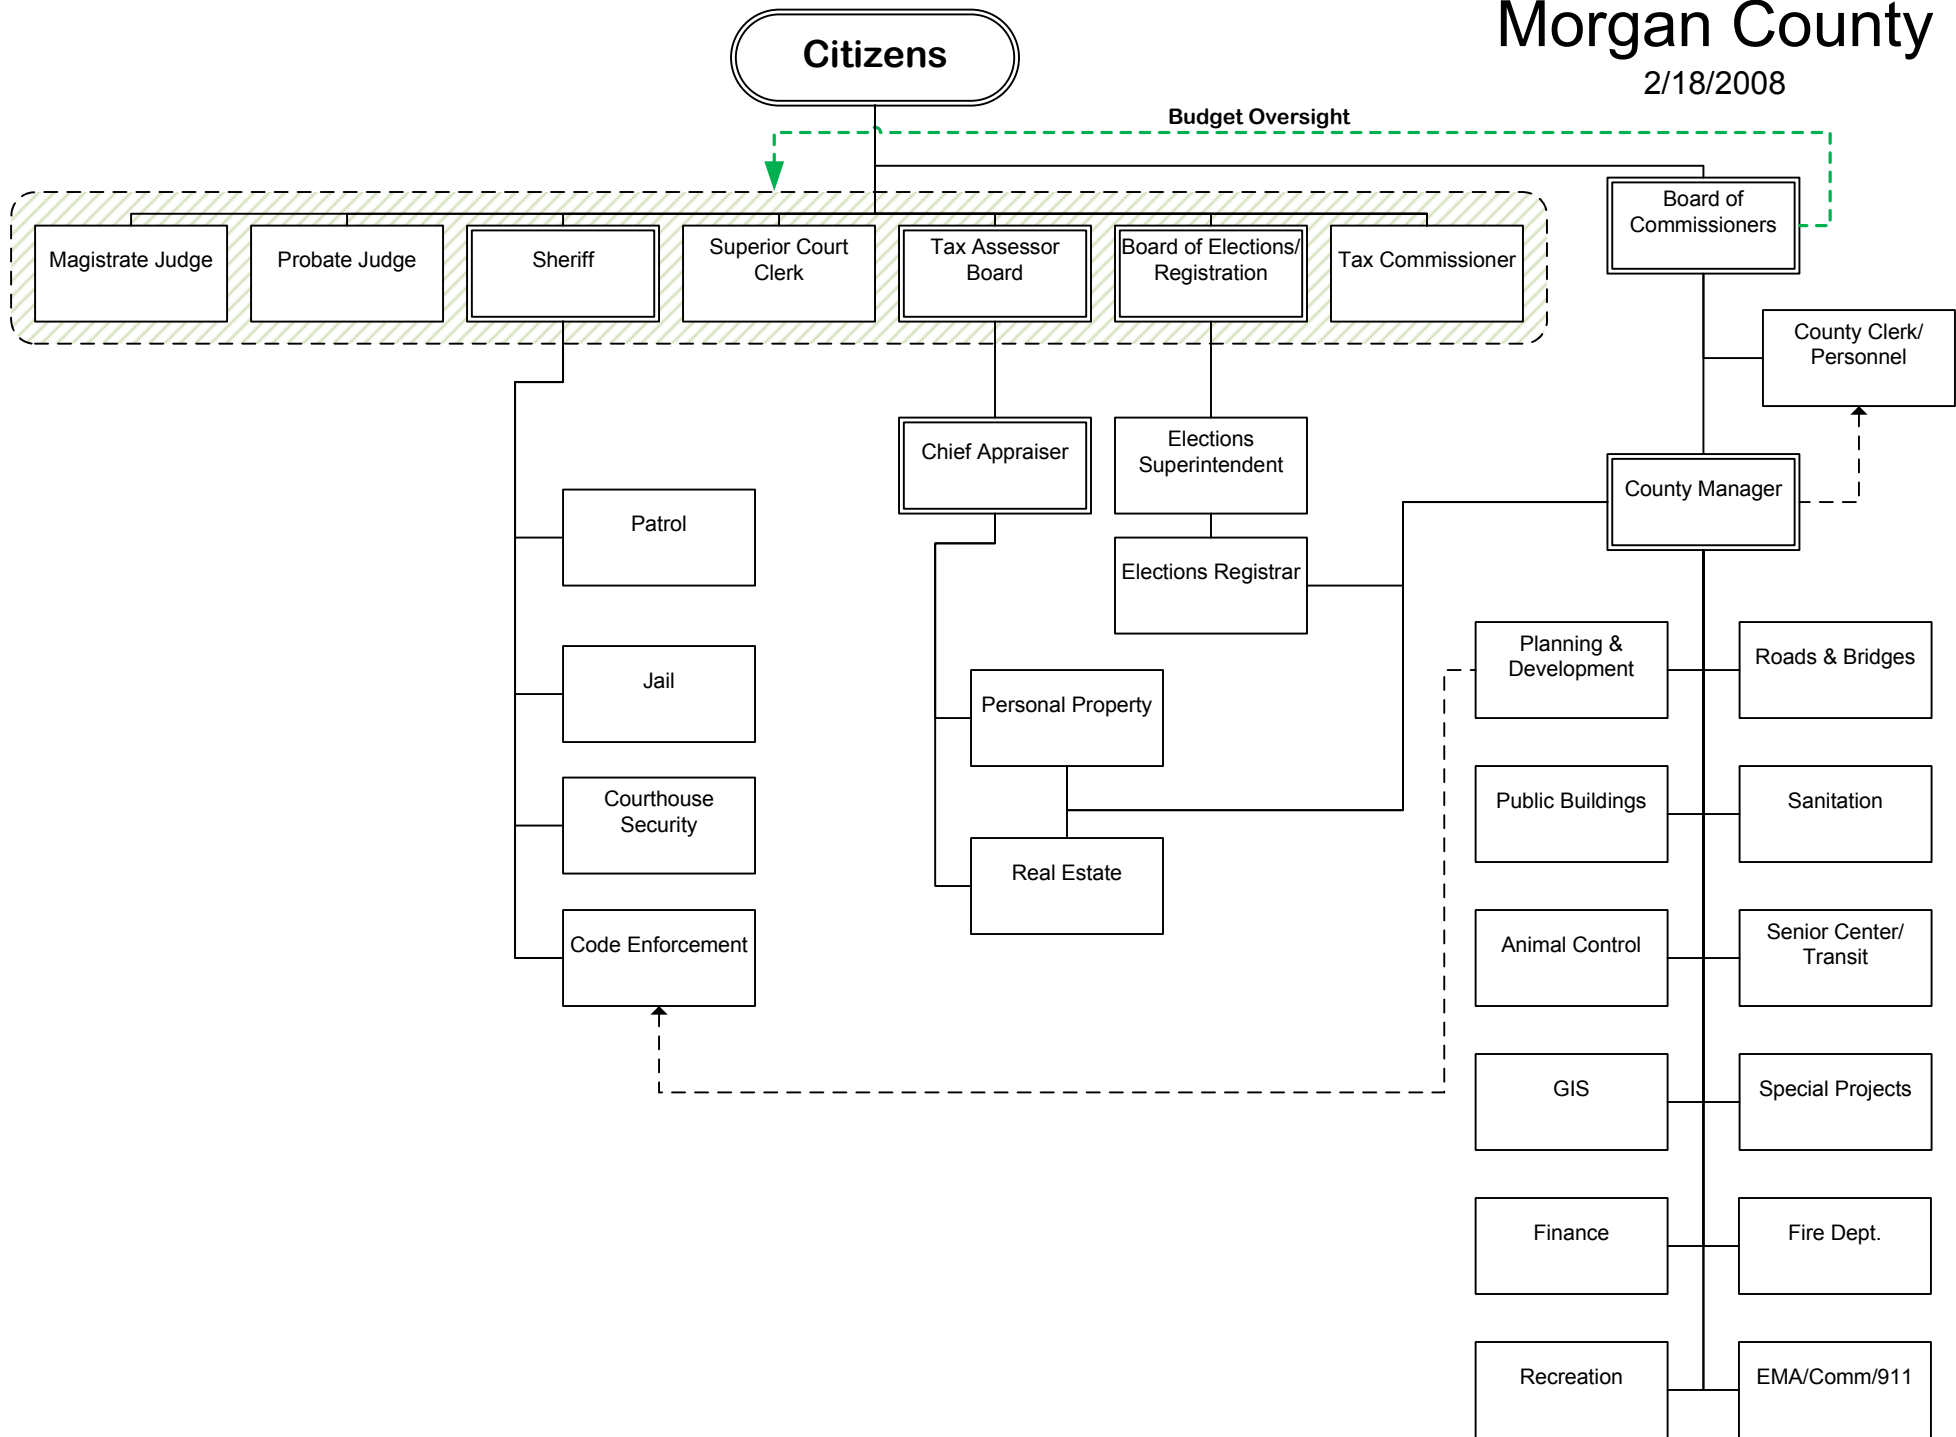 Morgan County
2/18/2008
Citizens
Budget Oversight
Board of
Commissioners
Magistrate Judge
Probate Judge
Sheriff
Superior Court
Clerk
Tax Assessor
Board
Board of Elections/
Registration
Tax Commissioner
County Clerk/
Personnel
Chief Appraiser
Elections
Superintendent
County Manager
Patrol
Elections Registrar
Planning &
Development
Roads & Bridges
Jail
Personal Property
Public Buildings
Sanitation
Courthouse
Security
Real Estate
Code Enforcement
Animal Control
Senior Center/
Transit
GIS
Special Projects
Finance
Fire Dept.
Recreation
EMA/Comm/911